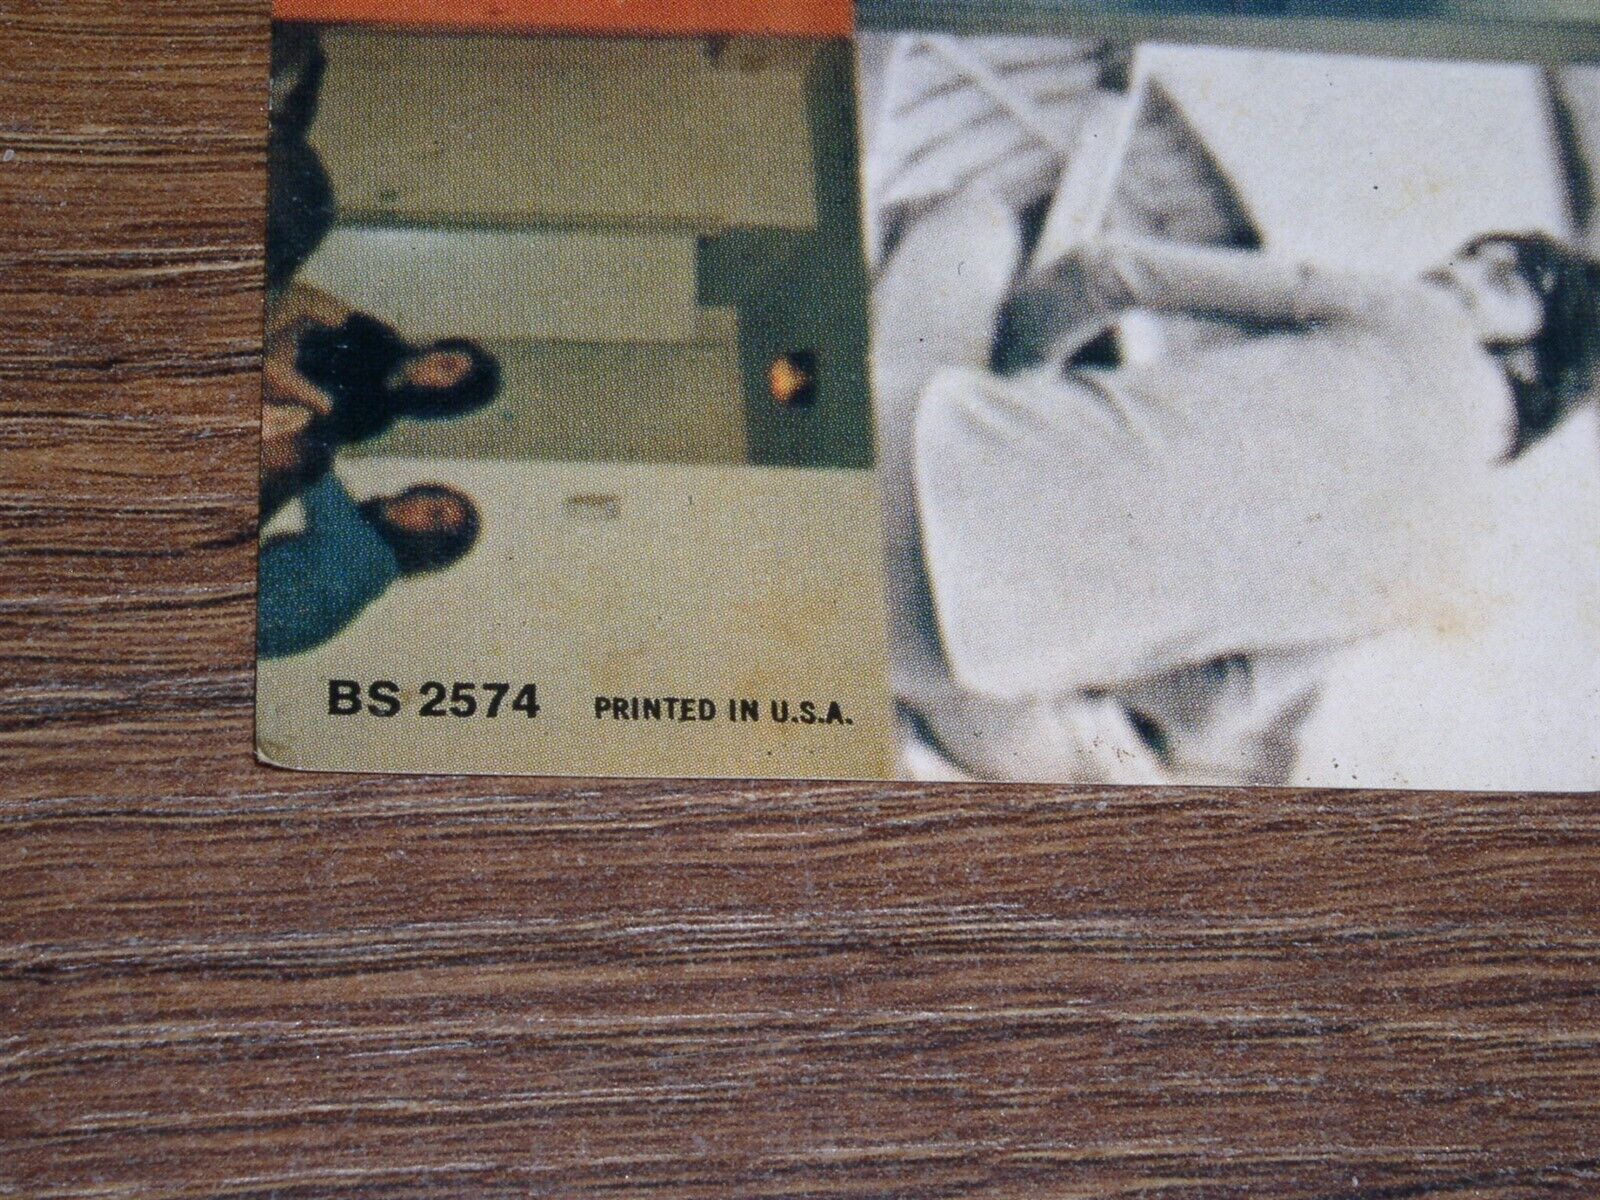 BS 2574 PRINTED IN U.S.A.